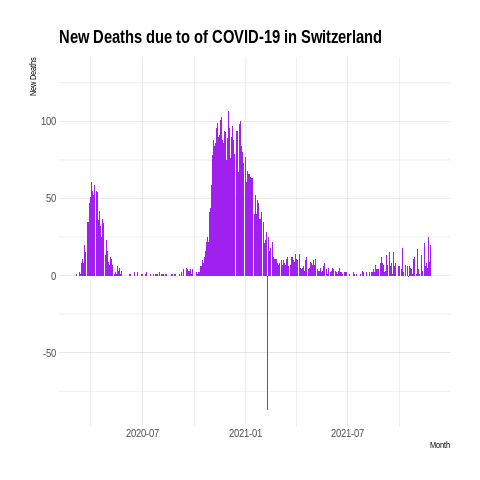 New Deaths due to of COVID-19 in Switzerland
New Deaths
100
50
0
-50
2020-07 2021-01 2021-07
Month